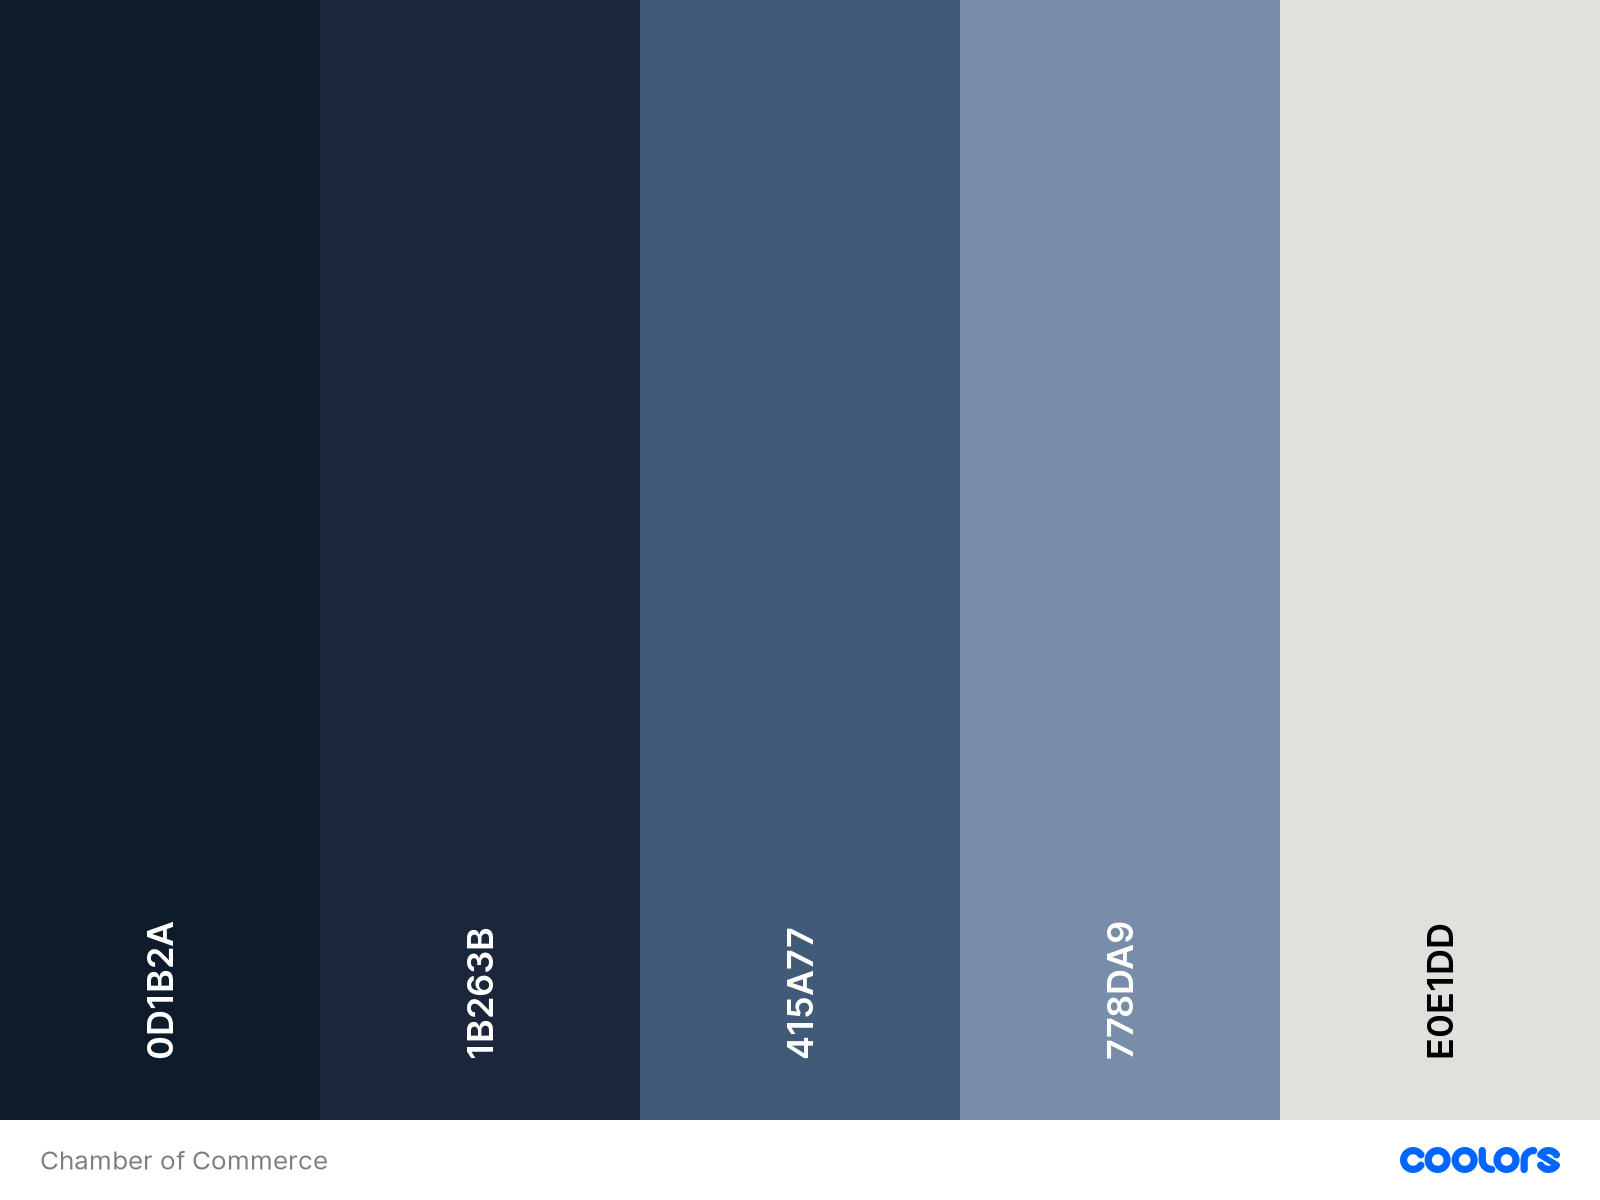 0D1B2A
1B263B
415A77
778DA9
E0E1DD
Chamber of Commerce
coolors